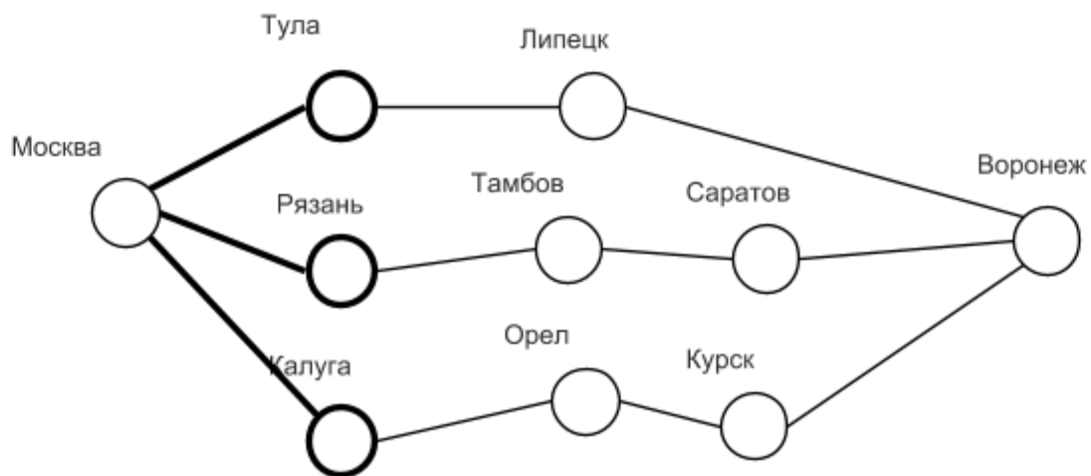 Тула
Липецк
Москва
Воронеж
Тамбов
Саратов
Рязань
Орел
Курск
Калуга